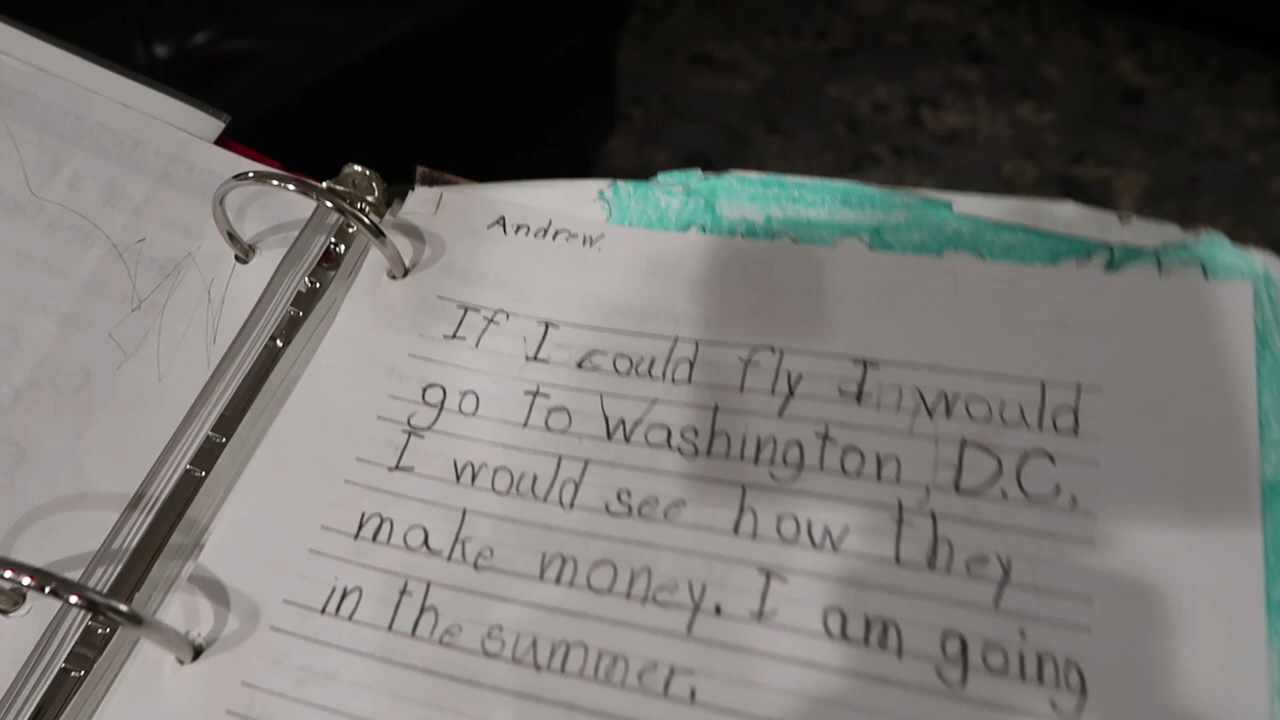 Andrew.
If I could fly I would
go to Washington, D.C.
I would see how they
make money. I am going
in the summer.